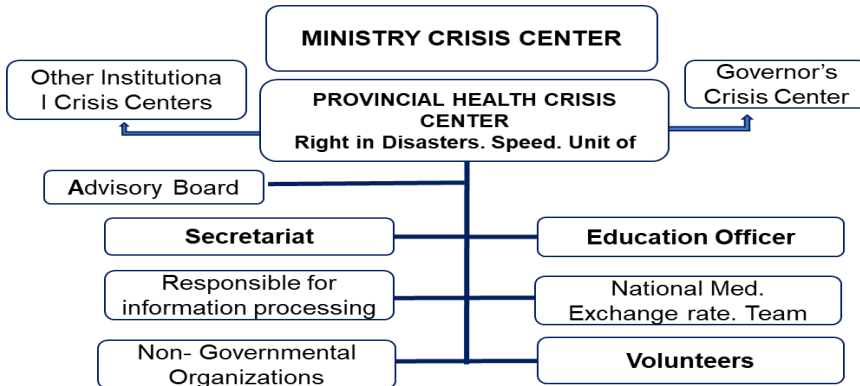 MINISTRY CRISIS CENTER
Other Institutiona
l Crisis Centers
Governor's
Crisis Center
PROVINCIAL HEALTH CRISIS
CENTER
Right in Disasters. Speed. Unit of
Advisory Board
Secretariat
Education Officer
Responsible for
information processing
National Med.
Exchange rate. Team
Non- Governmental
Organizations
Volunteers